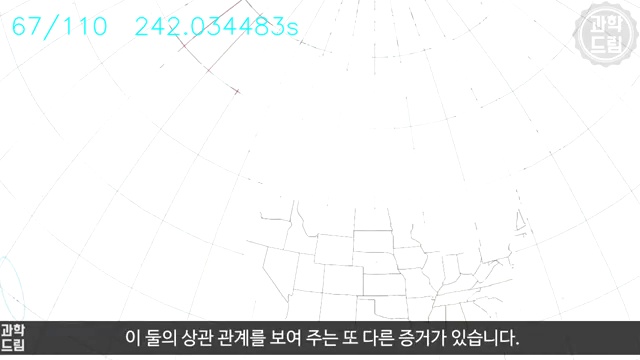 67/110 242.034483s
과학
드림
과학
드림
이 둘의 상관 관계를 보여 주는 또 다른 증거가 있습니다.